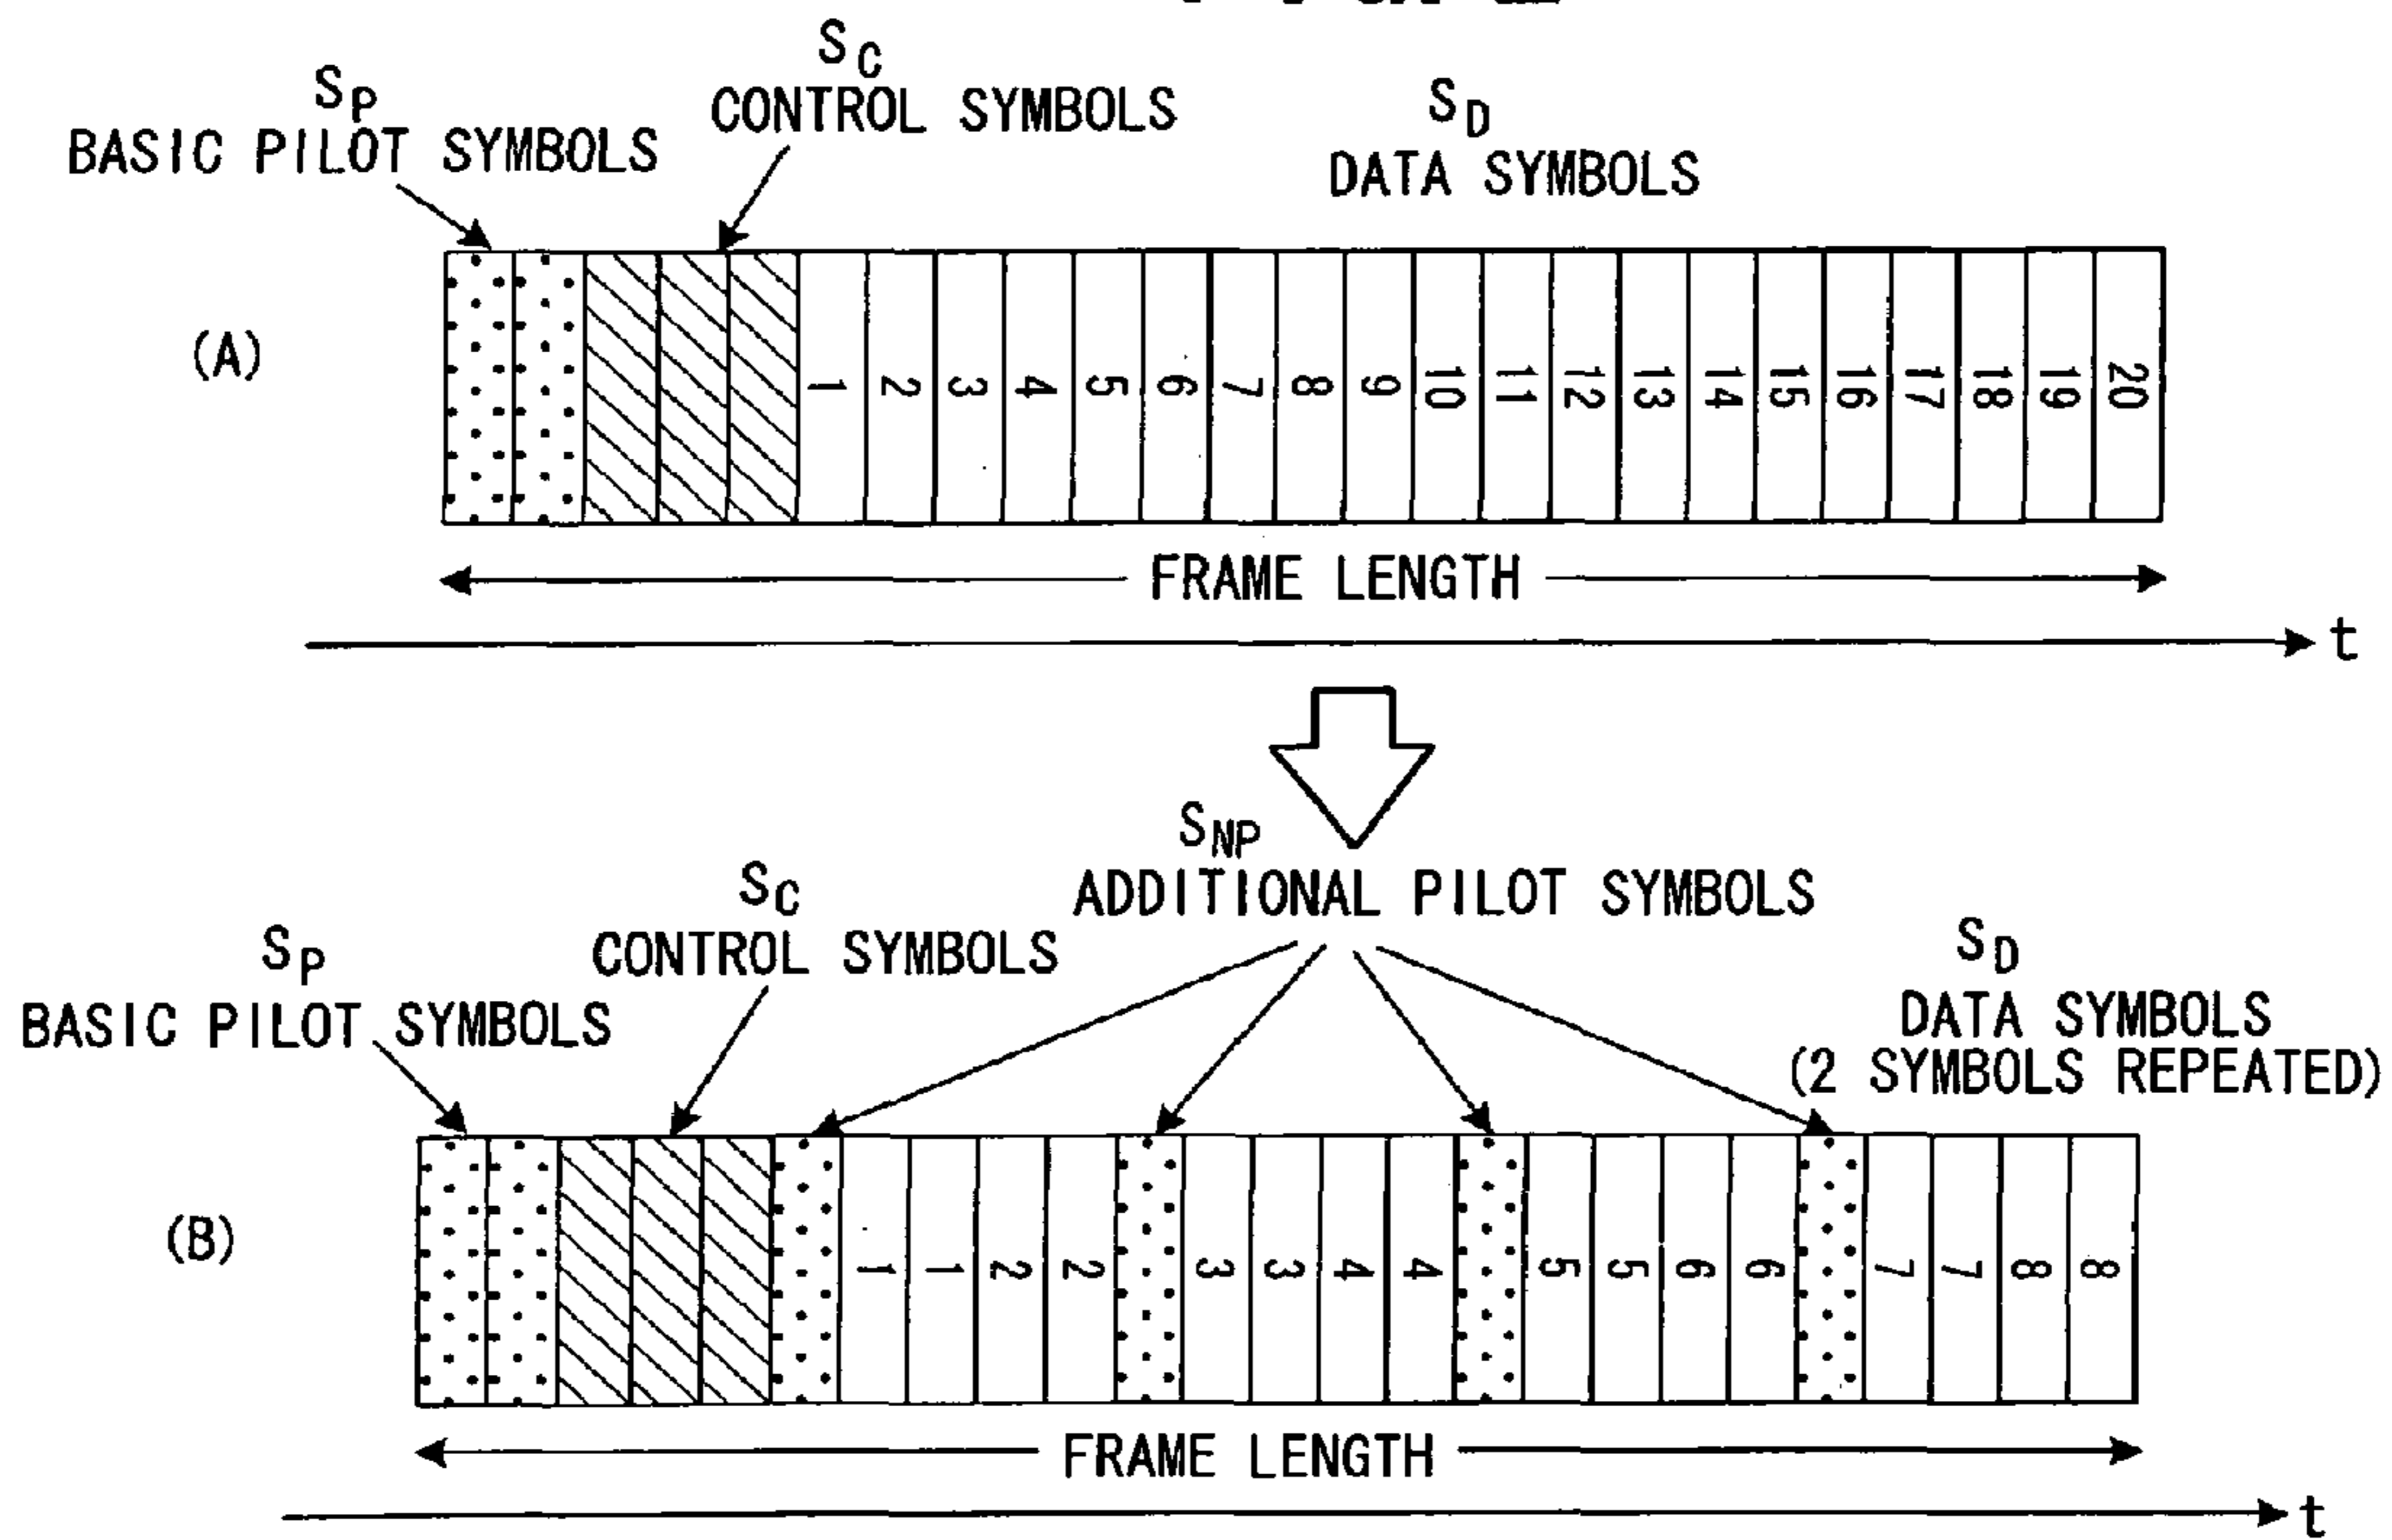 S_C
S_P
CONTROL SYMBOLS
S_D
BASIC PILOT SYMBOLS
DATA SYMBOLS
(A)
1 2 3 4 5 6 7 8 9 10 11 12 13 14 15 16 17 18 19 20
FRAME LENGTH
t
S_NP
ADDITIONAL PILOT SYMBOLS
S_C
CONTROL SYMBOLS
S_P
S_D
BASIC PILOT SYMBOLS
DATA SYMBOLS
(2 SYMBOLS REPEATED)
(B)
1 1 2 2 3 3 4 4 5 5 6 6 7 7 8 8
FRAME LENGTH
t